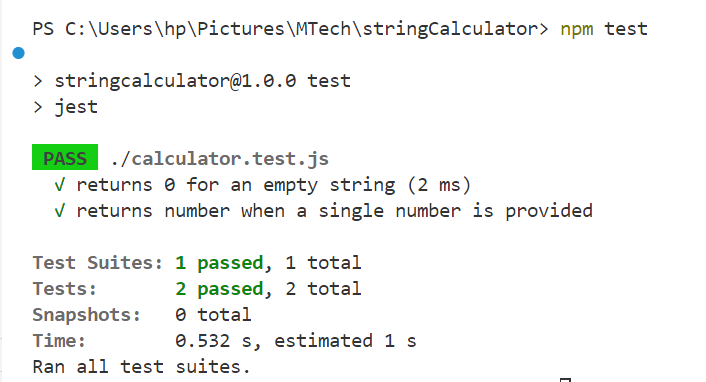 PS C:\Users\hp\Pictures\MTech\stringCalculator> npm test
> stringcalculator@1.0.0 test
> jest
PASS ./calculator.test.js
√ returns 0 for an empty string (2 ms)
√ returns number when a single number is provided
Test Suites: 1 passed, 1 total
Tests: 2 passed, 2 total
Snapshots: 0 total
Time: 0.532 s, estimated 1 s
Ran all test suites.